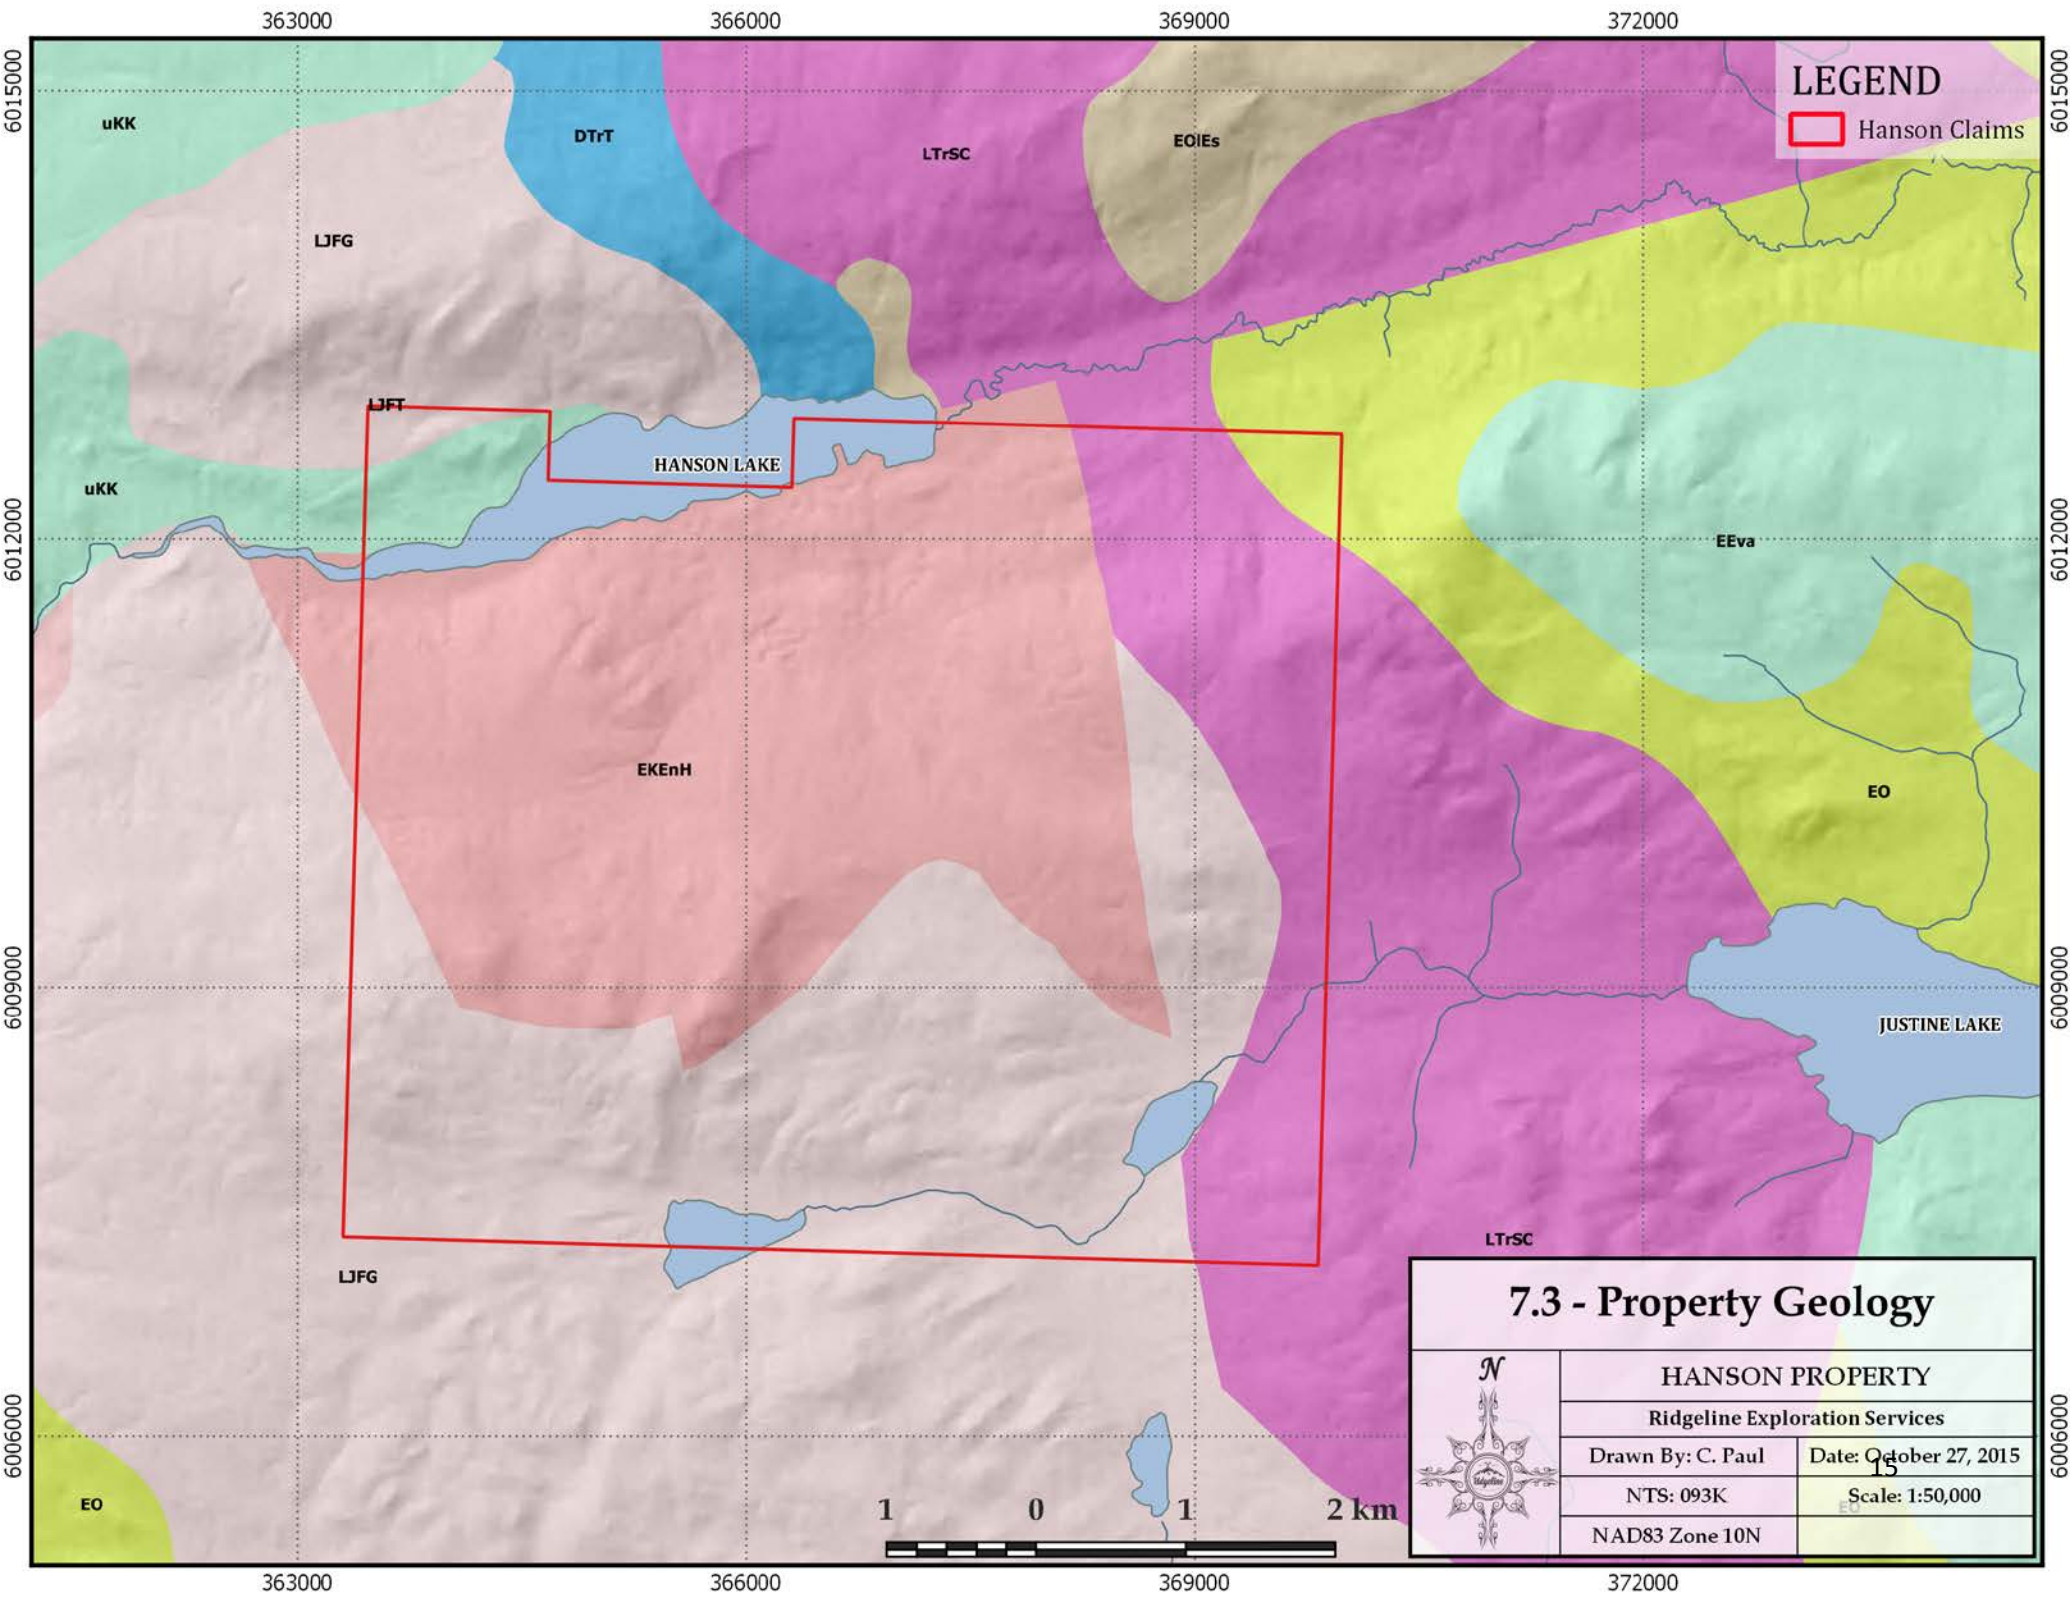 363000 366000 369000 372000
6015000 6015000
LEGEND
Hanson Claims
uKK
DTrT
LTrSC
EOlEs
LJFG
LJFT
HANSON LAKE
uKK
6012000 6012000
EEva
EKEnH
EO
6009000 6009000
JUSTINE LAKE
LTrSC
LJFG
7.3 - Property Geology
N
HANSON PROPERTY
Ridgeline Exploration Services
6006000 6006000
Drawn By: C. Paul
Date: October 27, 2015
15
Ridgeline
NTS: 093K
Scale: 1:50,000
EO
EO
1 0 1 2 km
NAD83 Zone 10N
363000 366000 369000 372000